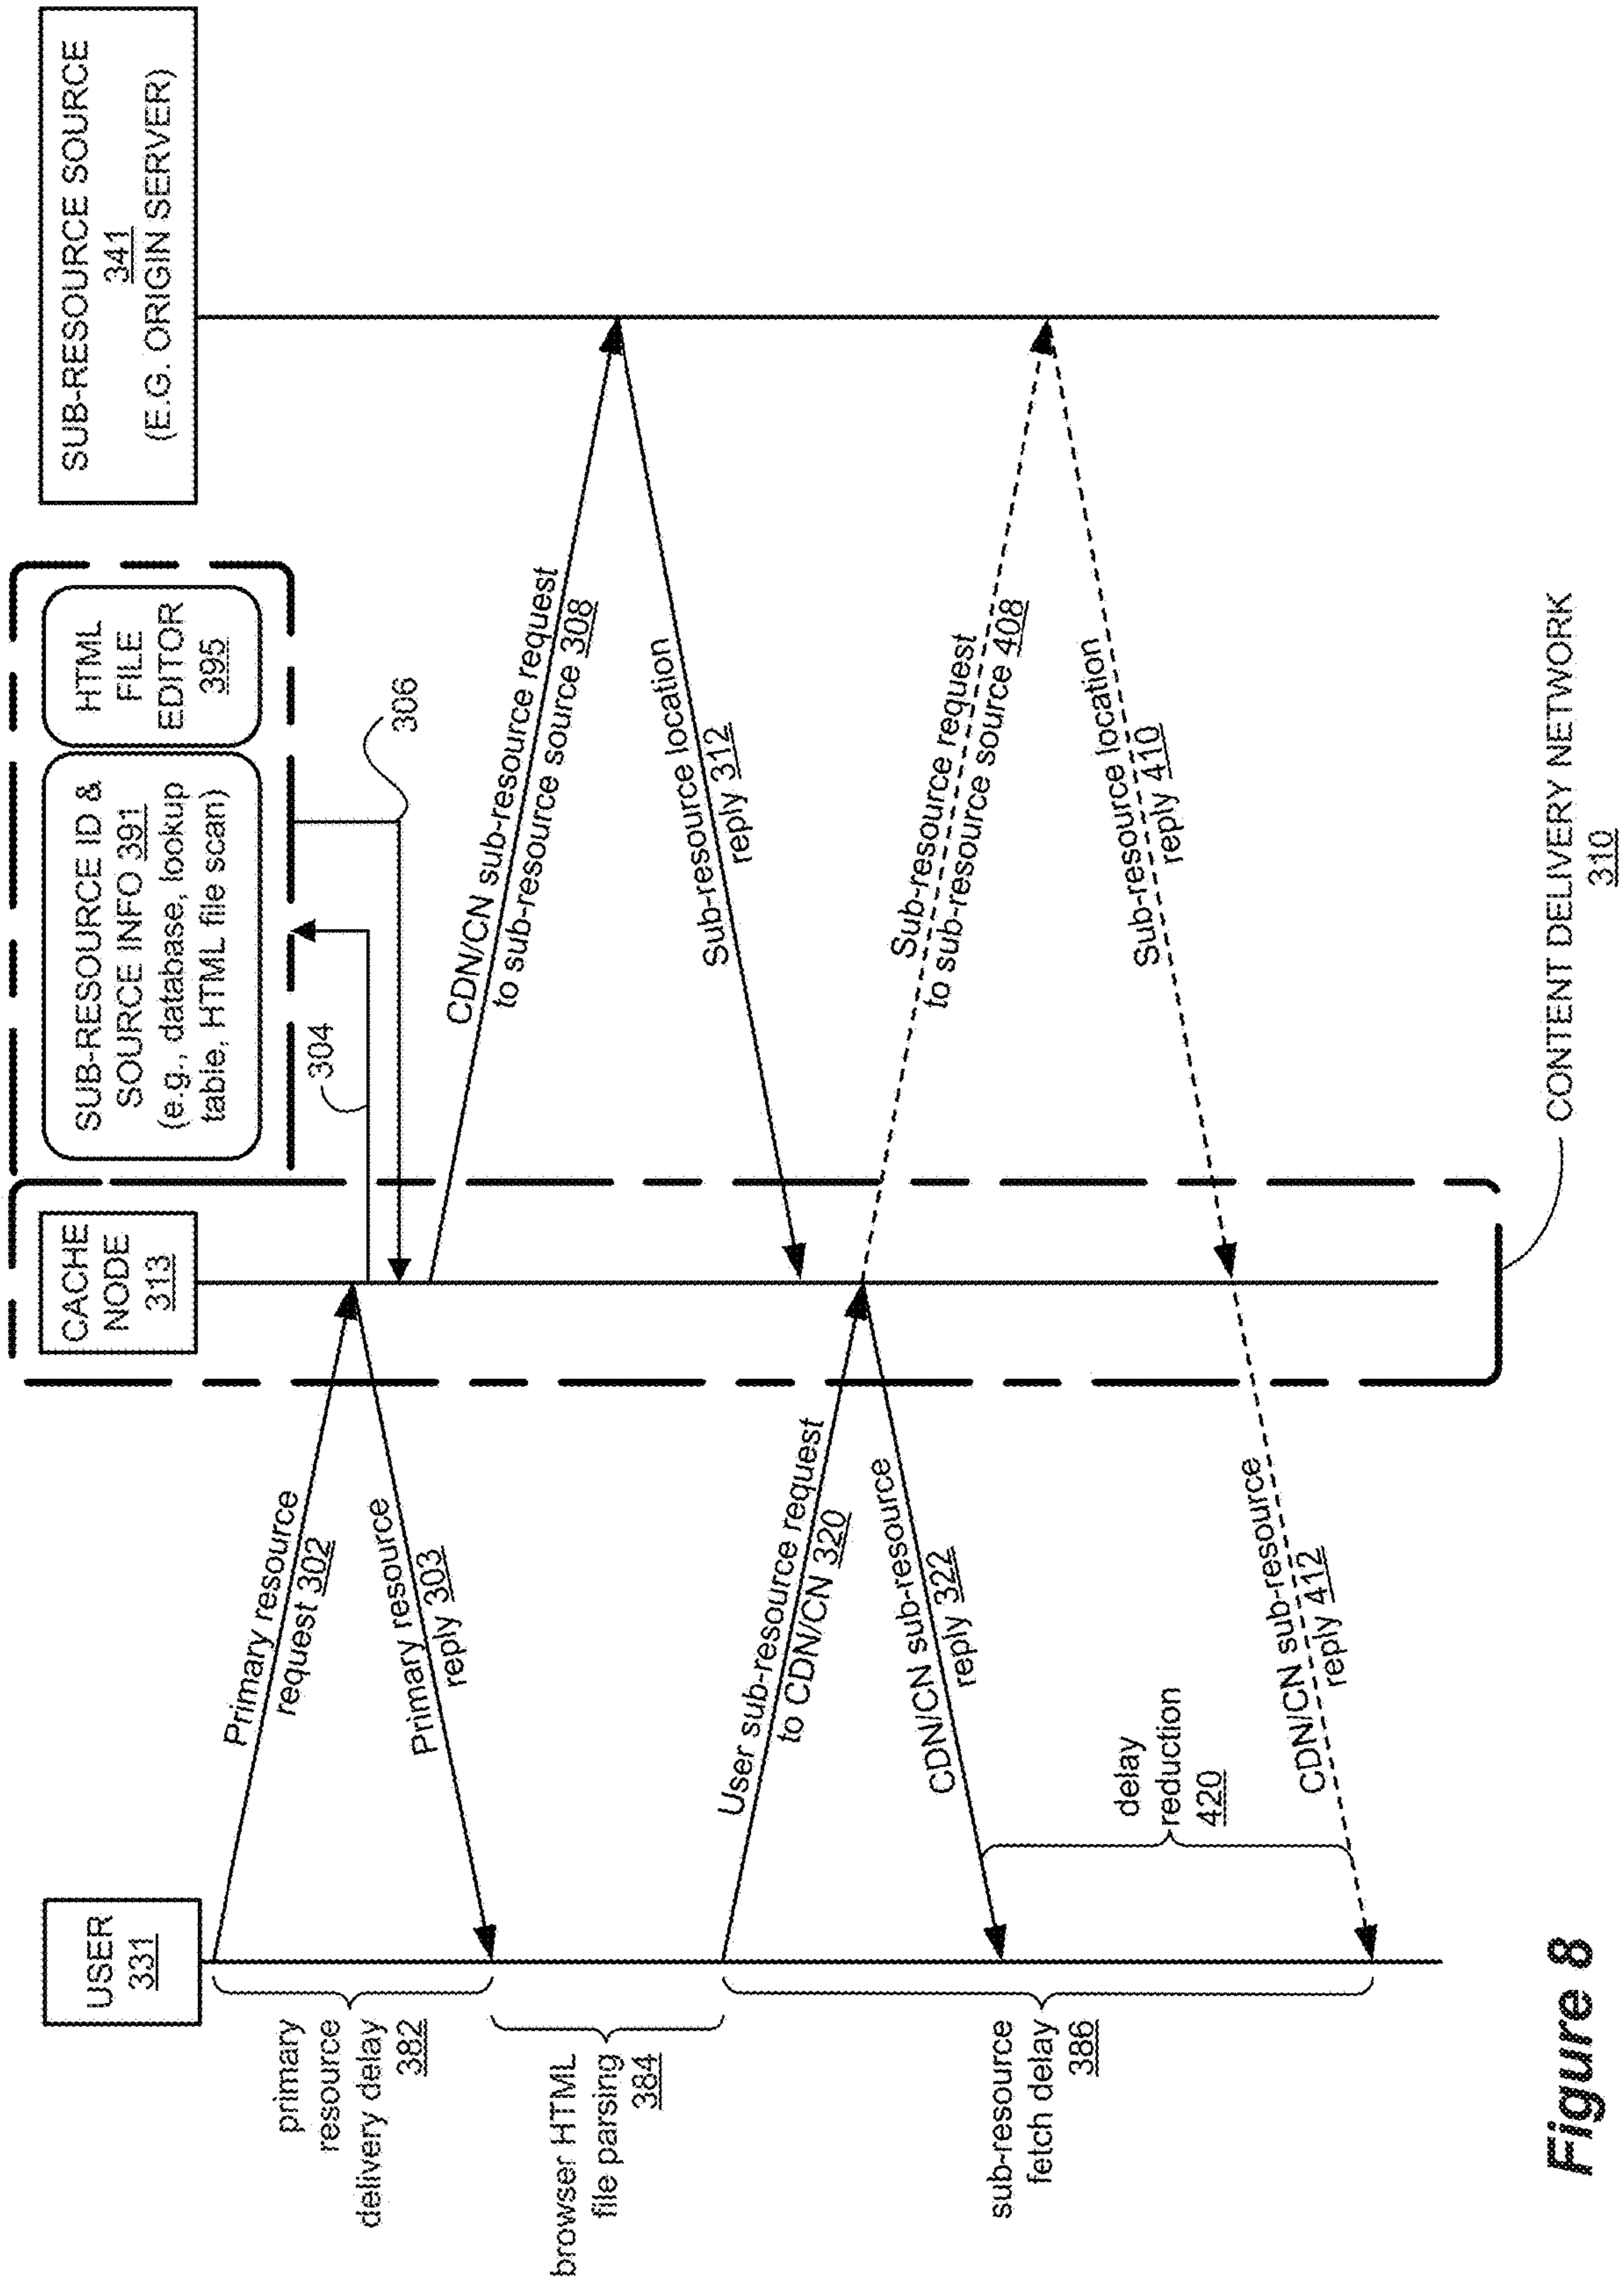 USER
331
CACHE
NODE
313
SUB-RESOURCE ID &
SOURCE INFO 391
(e.g., database, lookup
table, HTML file scan)
HTML
FILE
EDITOR
395
SUB-RESOURCE SOURCE
341
(E.G. ORIGIN SERVER)
primary
resource
delivery delay
382
Primary resource
request 302
304
306
Primary resource
reply 303
CDN/CN sub-resource request
to sub-resource source 308
browser HTML
file parsing
384
Sub-resource location
reply 312
User sub-resource request
to CDN/CN 320
CDN/CN sub-resource
reply 322
Sub-resource request
to sub-resource source 408
sub-resource
fetch delay
386
delay
reduction
420
Sub-resource location
reply 410
CDN/CN sub-resource
reply 412
CONTENT DELIVERY NETWORK
310
Figure 8